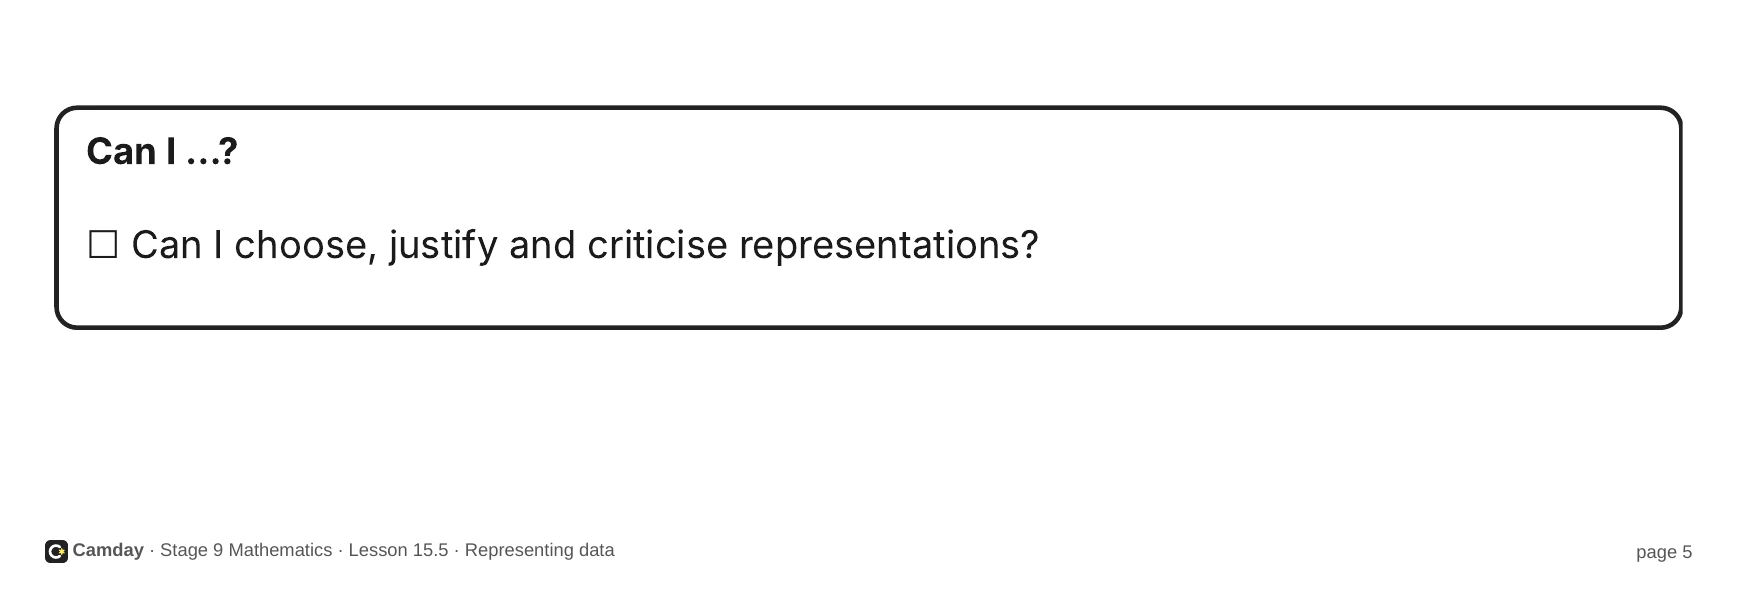 Can I ...?
☐ Can I choose, justify and criticise representations?
Camday · Stage 9 Mathematics · Lesson 15.5 · Representing data
page 5